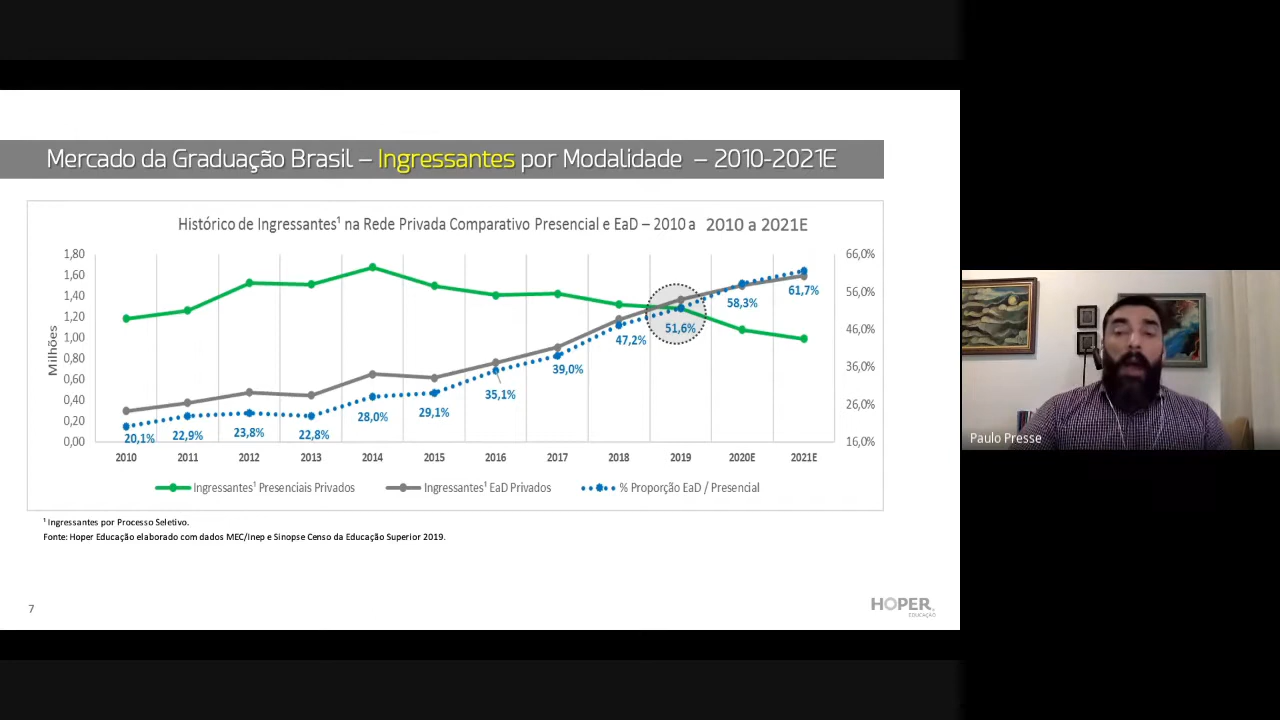 Mercado da Graduação Brasil – Ingressantes por Modalidade – 2010-2021E
Histórico de Ingressantes¹ na Rede Privada Comparativo Presencial e EaD – 2010 a 2010 a 2021E
Milhões
1,80
1,60
1,40
1,20
1,00
0,80
0,60
0,40
0,20
0,00
66,0%
56,0%
46,0%
36,0%
26,0%
16,0%
20,1%
22,9%
23,8%
22,8%
28,0%
29,1%
35,1%
39,0%
47,2%
51,6%
58,3%
61,7%
2010 2011 2012 2013 2014 2015 2016 2017 2018 2019 2020E 2021E
Ingressantes¹ Presenciais Privados Ingressantes¹ EaD Privados % Proporção EaD / Presencial
¹ Ingressantes por Processo Seletivo.
Fonte: Hoper Educação elaborado com dados MEC/Inep e Sinopse Censo da Educação Superior 2019.
7
HOPER
EDUCAÇÃO
Paulo Presse